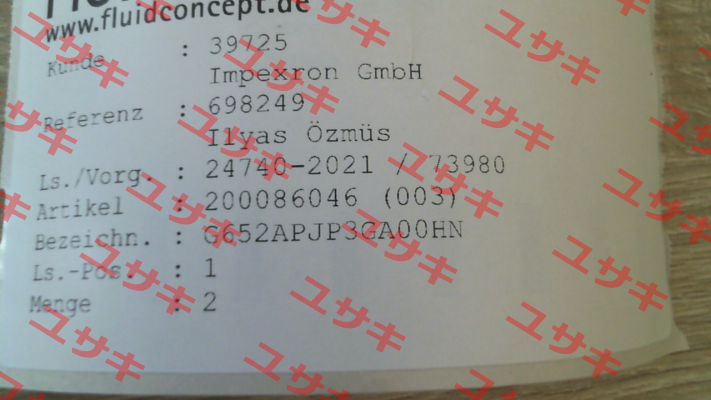 www.fluidconcept.de
Kunde : 39725
Impexron GmbH
Referenz : 698249
Ilyas Özmüs
Ls./Vorg. : 24740-2021 / 73980
Artikel : 200086046 (003)
Bezeichn. : G652APJP3GA00HN
Ls.-Pos. : 1
Menge : 2
ユサキ